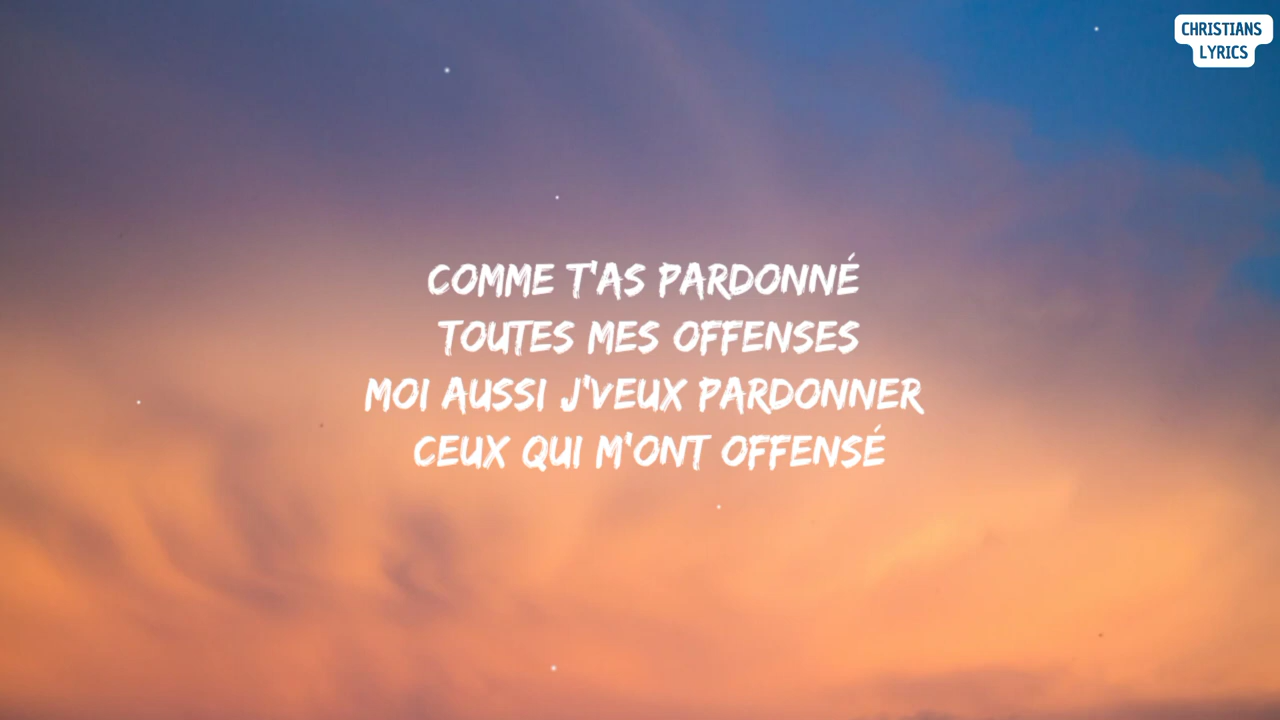 CHRISTIANS
LYRICS
COMME T'AS PARDONNÉ
TOUTES MES OFFENSES
MOI AUSSI J'VEUX PARDONNER
CEUX QUI M'ONT OFFENSÉ